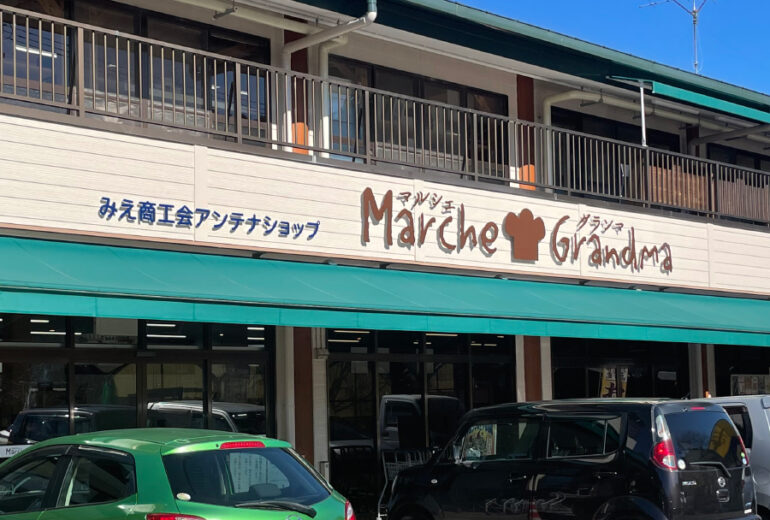 みえ商工会アンテナショップ
マルシェ グランマ
Marche Grandma